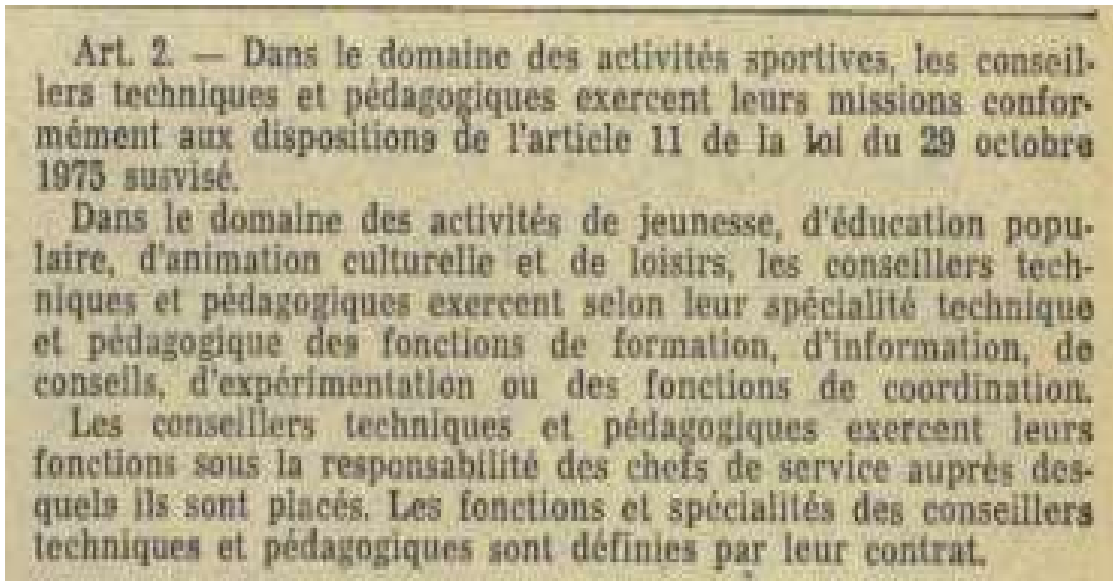 Art. 2. — Dans le domaine des activités sportives, les conseil-
lers techniques et pédagogiques exercent leurs missions confor-
mément aux dispositions de l'article 11 de la loi du 29 octobre
1975 susvisé.
Dans le domaine des activités de jeunesse, d'éducation popu-
laire, d'animation culturelle et de loisirs, les conseillers tech-
niques et pédagogiques exercent selon leur spécialité technique
et pédagogique des fonctions de formation, d'information, de
conseils, d'expérimentation ou des fonctions de coordination.
Les conseillers techniques et pédagogiques exercent leurs
fonctions sous la responsabilité des chefs de service auprès des-
quels ils sont placés. Les fonctions et spécialités des conseillers
techniques et pédagogiques sont définies par leur contrat.